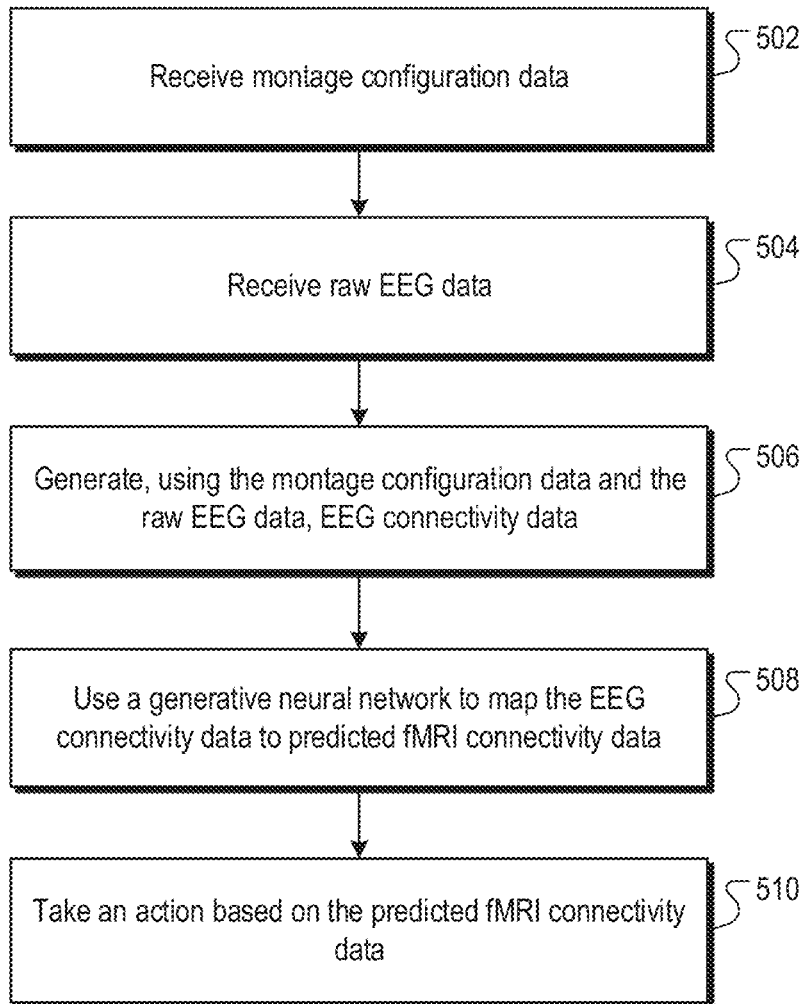 502
Receive montage configuration data
504
Receive raw EEG data
506
Generate, using the montage configuration data and the
raw EEG data, EEG connectivity data
508
Use a generative neural network to map the EEG
connectivity data to predicted fMRI connectivity data
510
Take an action based on the predicted fMRI connectivity
data